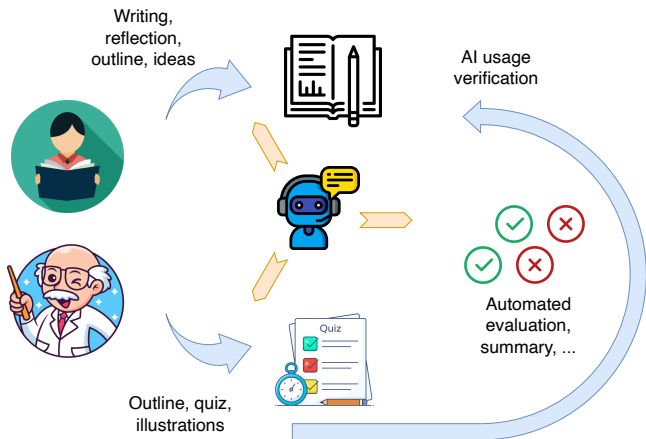 Writing,
reflection,
outline, ideas
AI usage
verification
Quiz
Automated
evaluation,
summary, ...
Outline, quiz,
illustrations